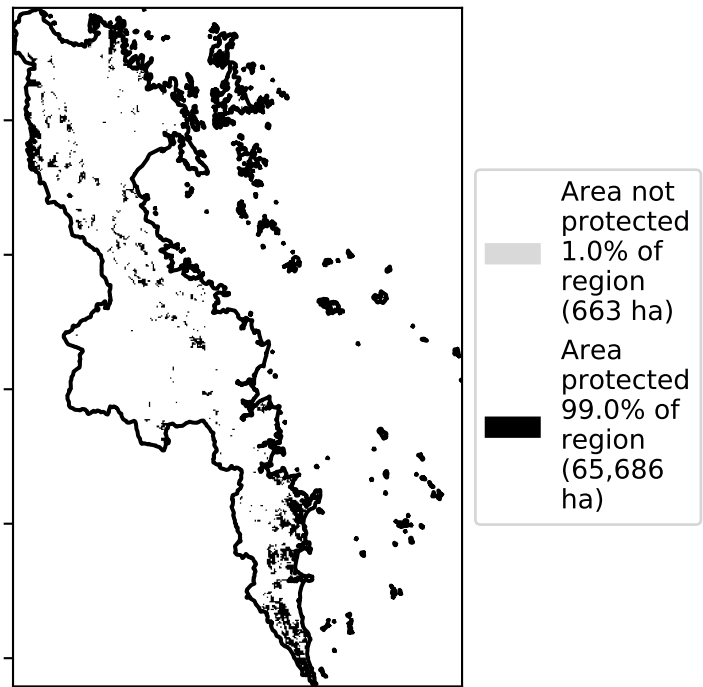 Area not
protected
1.0% of
region
(663 ha)
Area
protected
99.0% of
region
(65,686
ha)